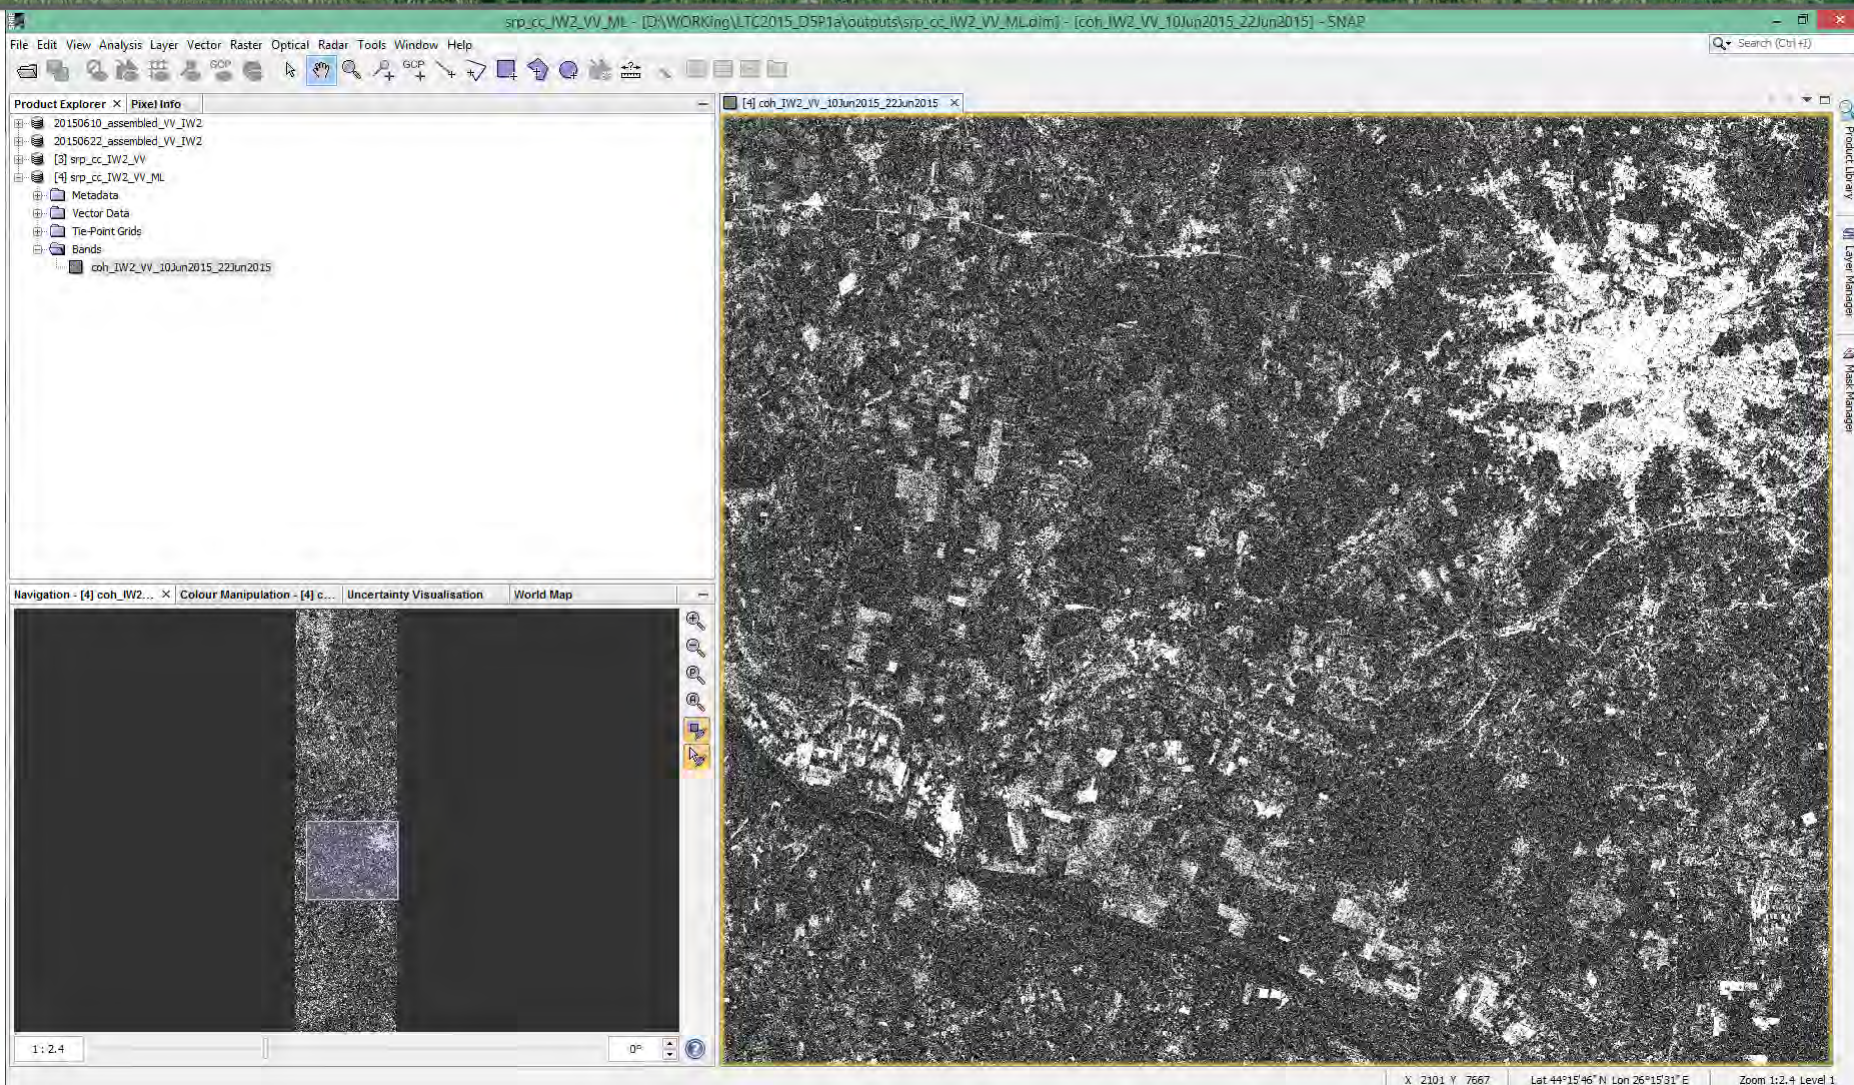 srp_cc_IW2_VV_ML - [D:\WORKing\LTC2015_D5P1a\outputs\srp_cc_IW2_VV_ML.dim] - [coh_IW2_VV_10Jun2015_22Jun2015] - SNAP
File Edit View Analysis Layer Vector Raster Optical Radar Tools Window Help
Search (Ctrl+I)
GCP GCP
Product Explorer × Pixel Info
[4] coh_IW2_VV_10Jun2015_22Jun2015 ×
20150610_assembled_VV_IW2
20150622_assembled_VV_IW2
[3] srp_cc_IW2_VV
[4] srp_cc_IW2_VV_ML
Metadata
Vector Data
Tie-Point Grids
Bands
coh_IW2_VV_10Jun2015_22Jun2015
Product Library
Layer Manager
Mask Manager
Navigation - [4] coh_IW2... × Colour Manipulation - [4] c... Uncertainty Visualisation World Map
1 : 2.4
0°
X 2101 Y 7667 Lat 44°15'46" N Lon 26°15'31" E Zoom 1:2.4 Level 1